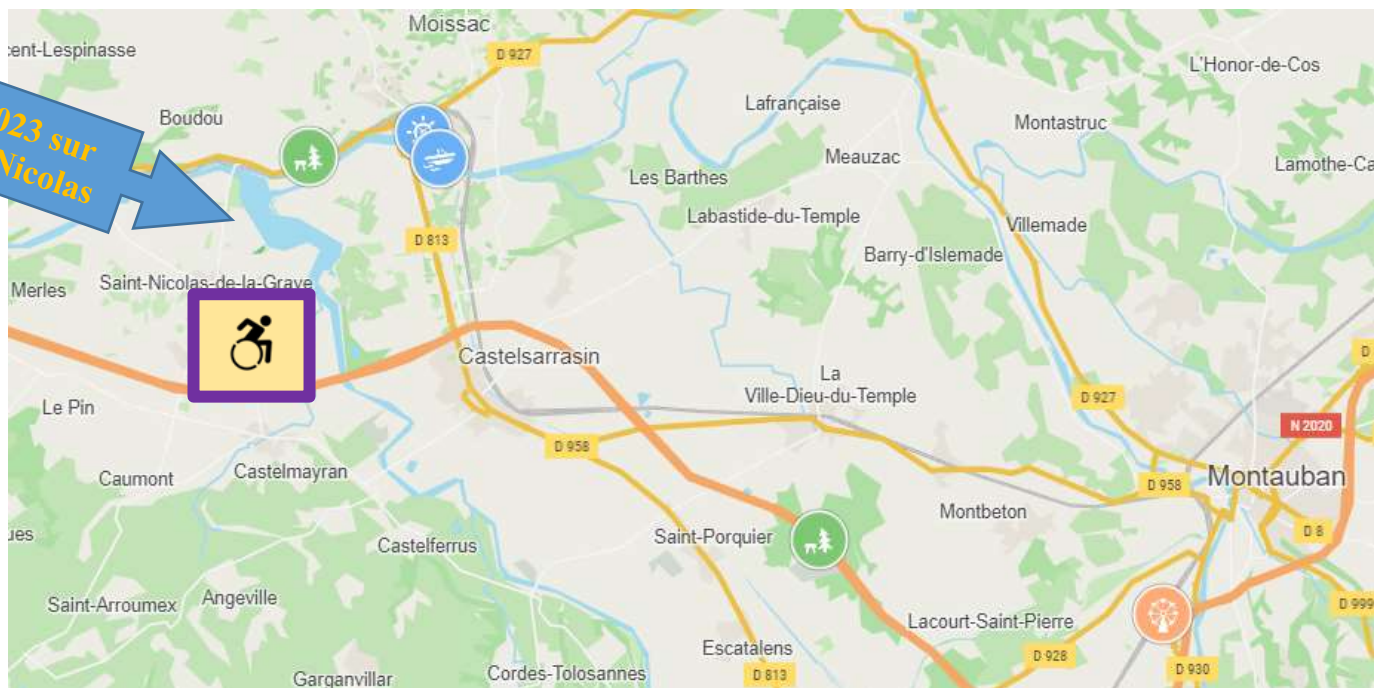 Moissac
cent-Lespinasse
D 927
L'Honor-de-Cos
Boudou
Lafrançaise
Montastruc
023 sur
Nicolas
Meauzac
Lamothe-Ca
Les Barthes
Labastide-du-Temple
Villemade
D 813
Barry-d'Islemade
Merles
Saint-Nicolas-de-la-Grave
Castelsarrasin
D
La
Ville-Dieu-du-Temple
D 927
Le Pin
N 2020
D 958
Caumont
Castelmayran
Montauban
D 958
Montbeton
ues
Castelferrus
Saint-Porquier
D 8
Saint-Arroumex
Angeville
D 999
Lacourt-Saint-Pierre
Escatalens
D 928
D 930
Garganvillar
Cordes-Tolosannes
D 813